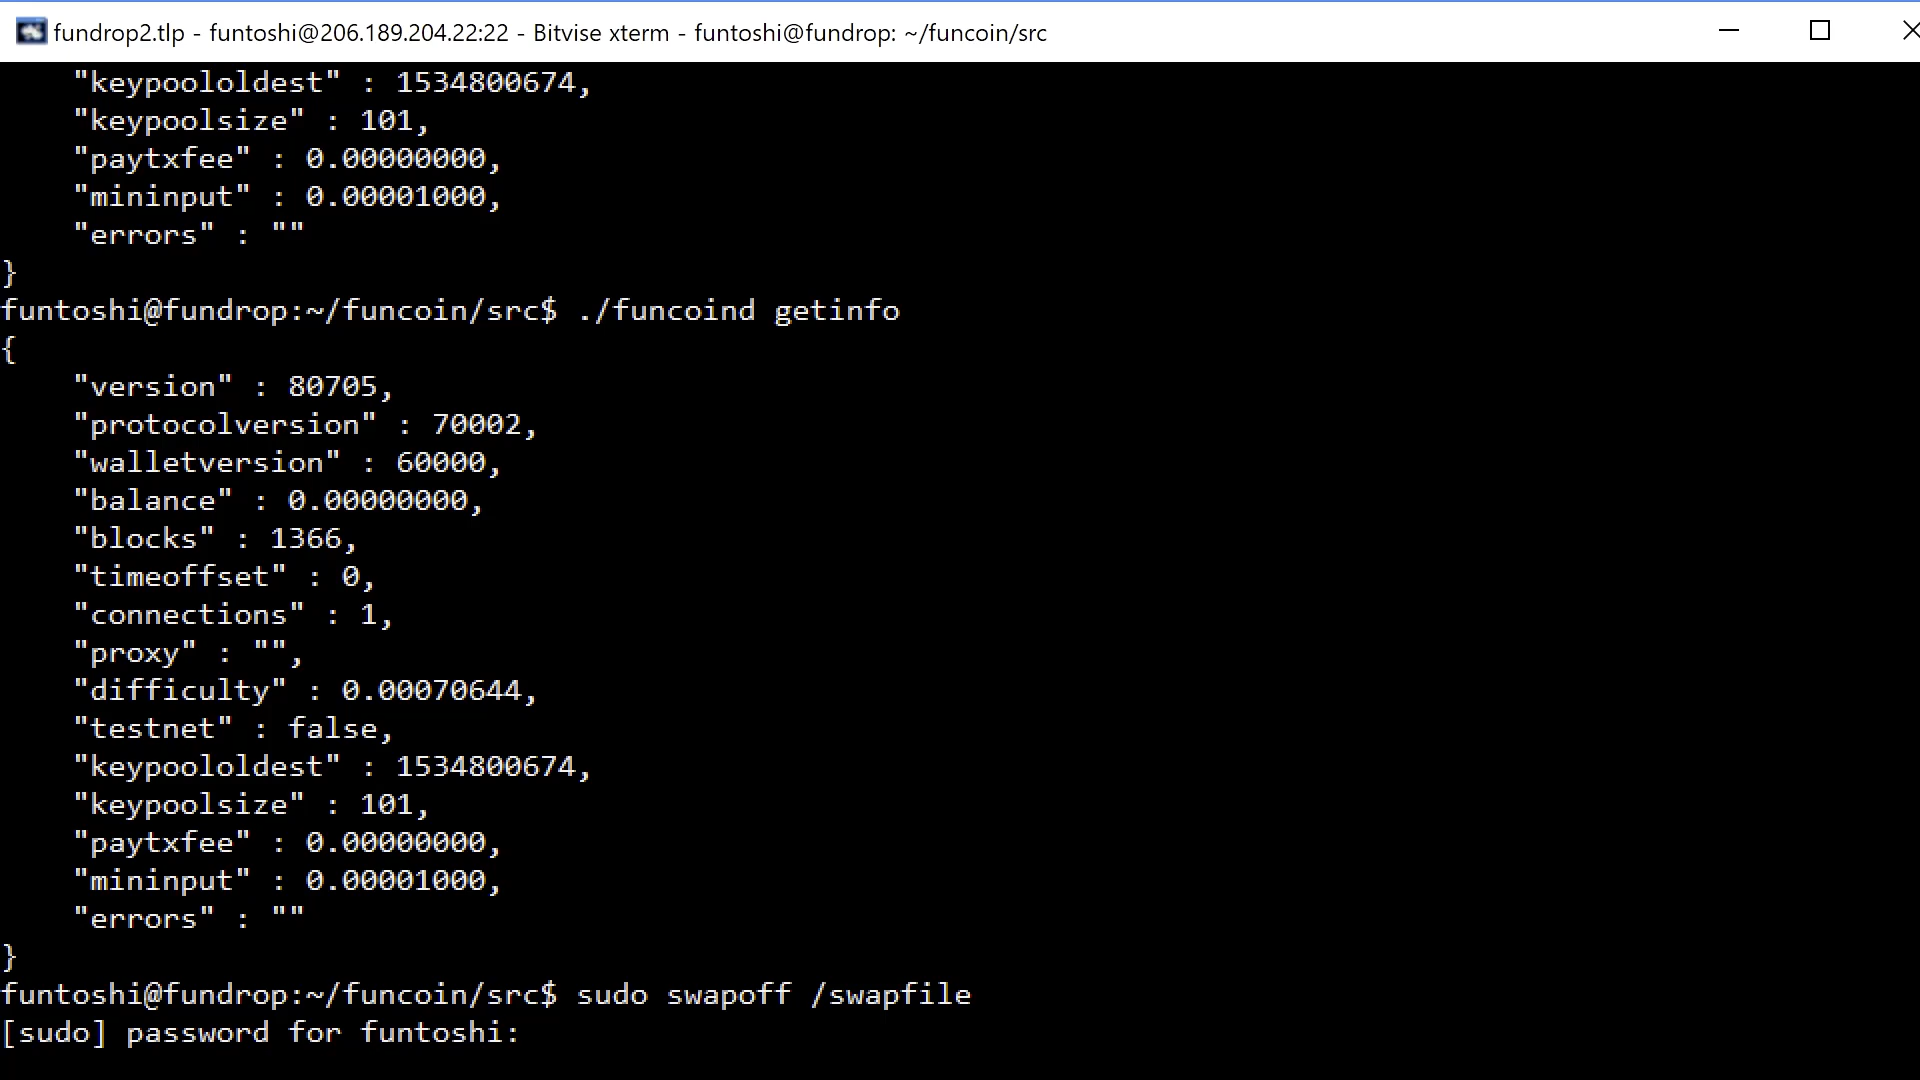 fundrop2.tlp - funtoshi@206.189.204.22:22 - Bitvise xterm - funtoshi@fundrop: ~/funcoin/src
    "keypoololdest" : 1534800674,
    "keypoolsize" : 101,
    "paytxfee" : 0.00000000,
    "mininput" : 0.00001000,
    "errors" : ""
}
funtoshi@fundrop:~/funcoin/src$ ./funcoind getinfo
{
    "version" : 80705,
    "protocolversion" : 70002,
    "walletversion" : 60000,
    "balance" : 0.00000000,
    "blocks" : 1366,
    "timeoffset" : 0,
    "connections" : 1,
    "proxy" : "",
    "difficulty" : 0.00070644,
    "testnet" : false,
    "keypoololdest" : 1534800674,
    "keypoolsize" : 101,
    "paytxfee" : 0.00000000,
    "mininput" : 0.00001000,
    "errors" : ""
}
funtoshi@fundrop:~/funcoin/src$ sudo swapoff /swapfile
[sudo] password for funtoshi: